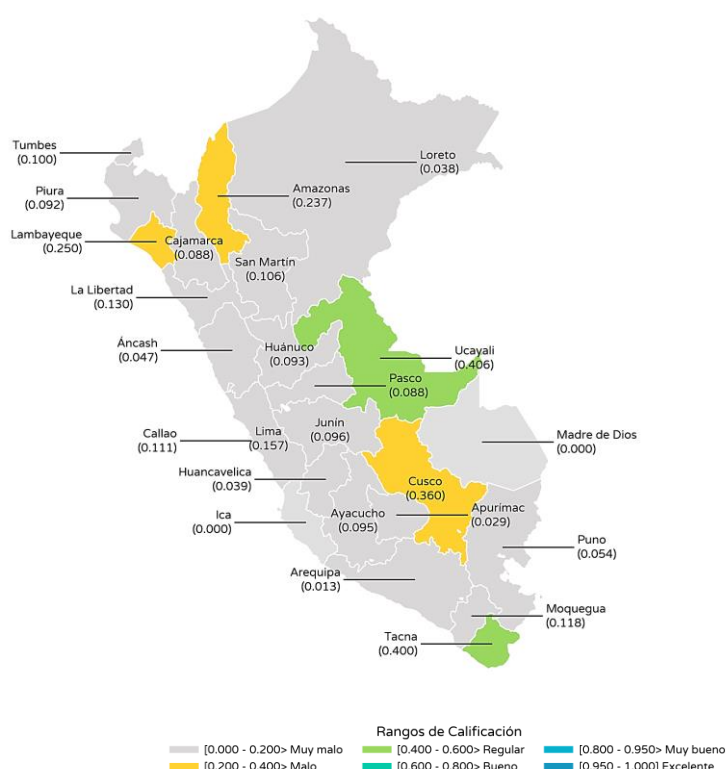 Tumbes
(0.100)
Piura
(0.092)
Lambayeque
(0.250)
Cajamarca
(0.088)
Amazonas
(0.237)
Loreto
(0.038)
San Martín
(0.106)
La Libertad
(0.130)
Áncash
(0.047)
Huánuco
(0.093)
Ucayali
(0.406)
Pasco
(0.088)
Callao
(0.111)
Lima
(0.157)
Junín
(0.096)
Madre de Dios
(0.000)
Huancavelica
(0.039)
Cusco
(0.360)
Ica
(0.000)
Ayacucho
(0.095)
Apurímac
(0.029)
Puno
(0.054)
Arequipa
(0.013)
Moquegua
(0.118)
Tacna
(0.400)
Rangos de Calificación
[0.000 - 0.200> Muy malo
[0.400 - 0.600> Regular
[0.800 - 0.950> Muy bueno
[0.200 - 0.400> Malo
[0.600 - 0.800> Bueno
[0.950 - 1.000] Excelente